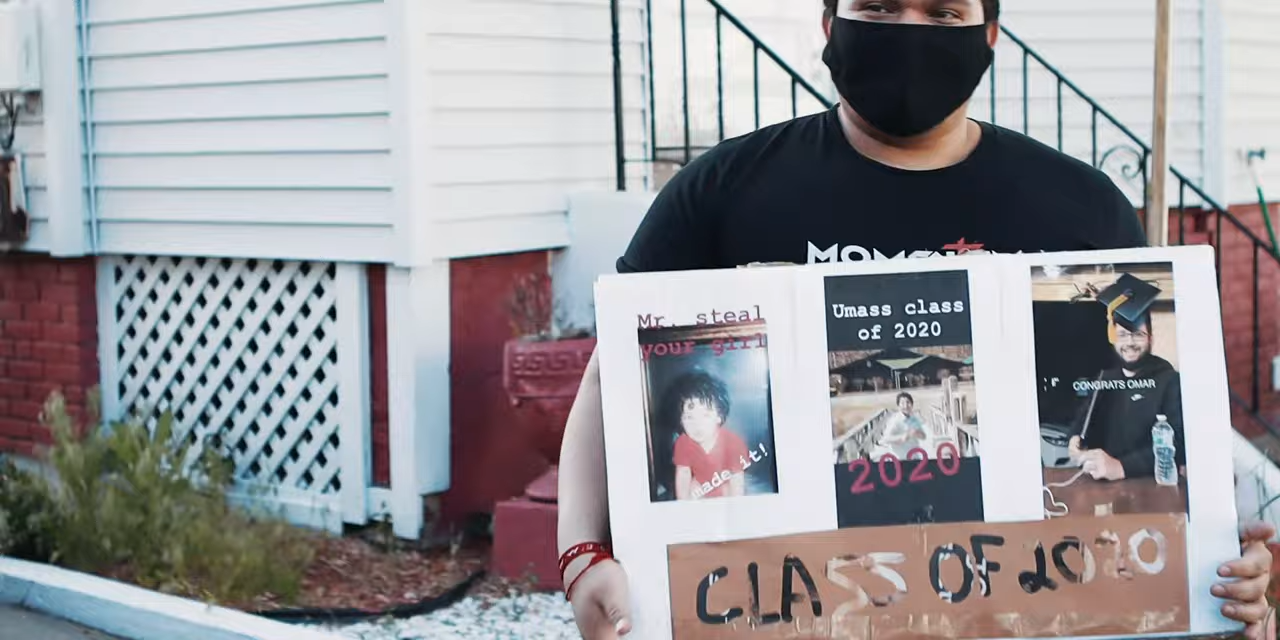 Mr. steal
your girl
made it!
Umass class
of 2020
2020
CONGRATS OMAR
CLASS OF 2020